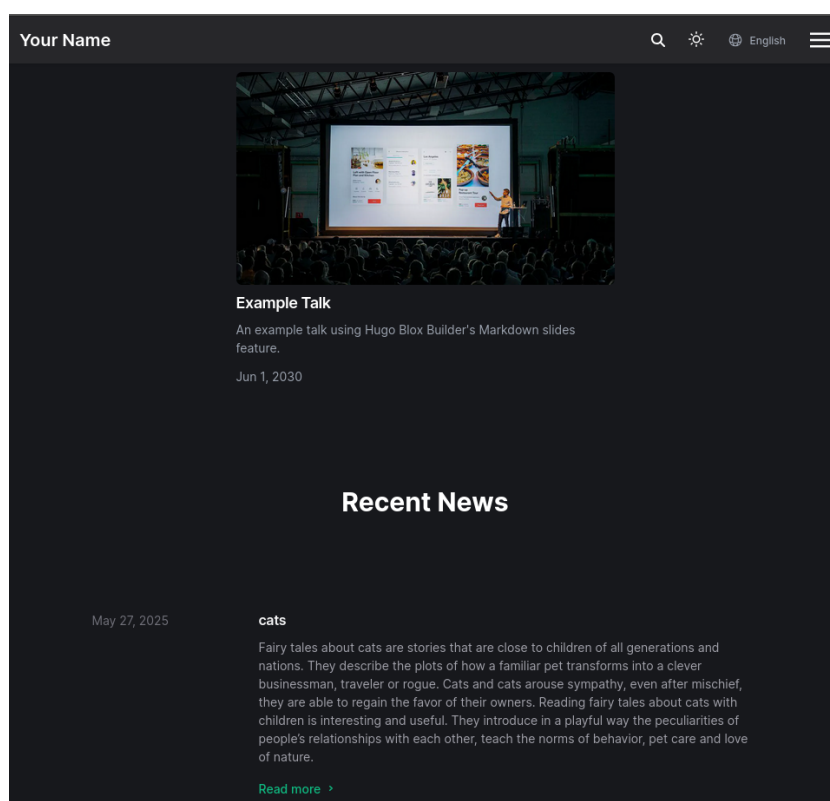 Your Name
English
Example Talk
An example talk using Hugo Blox Builder's Markdown slides
feature.
Jun 1, 2030
Recent News
May 27, 2025
cats
Fairy tales about cats are stories that are close to children of all generations and
nations. They describe the plots of how a familiar pet transforms into a clever
businessman, traveler or rogue. Cats and cats arouse sympathy, even after mischief,
they are able to regain the favor of their owners. Reading fairy tales about cats with
children is interesting and useful. They introduce in a playful way the peculiarities of
people’s relationships with each other, teach the norms of behavior, pet care and love
of nature.
Read more